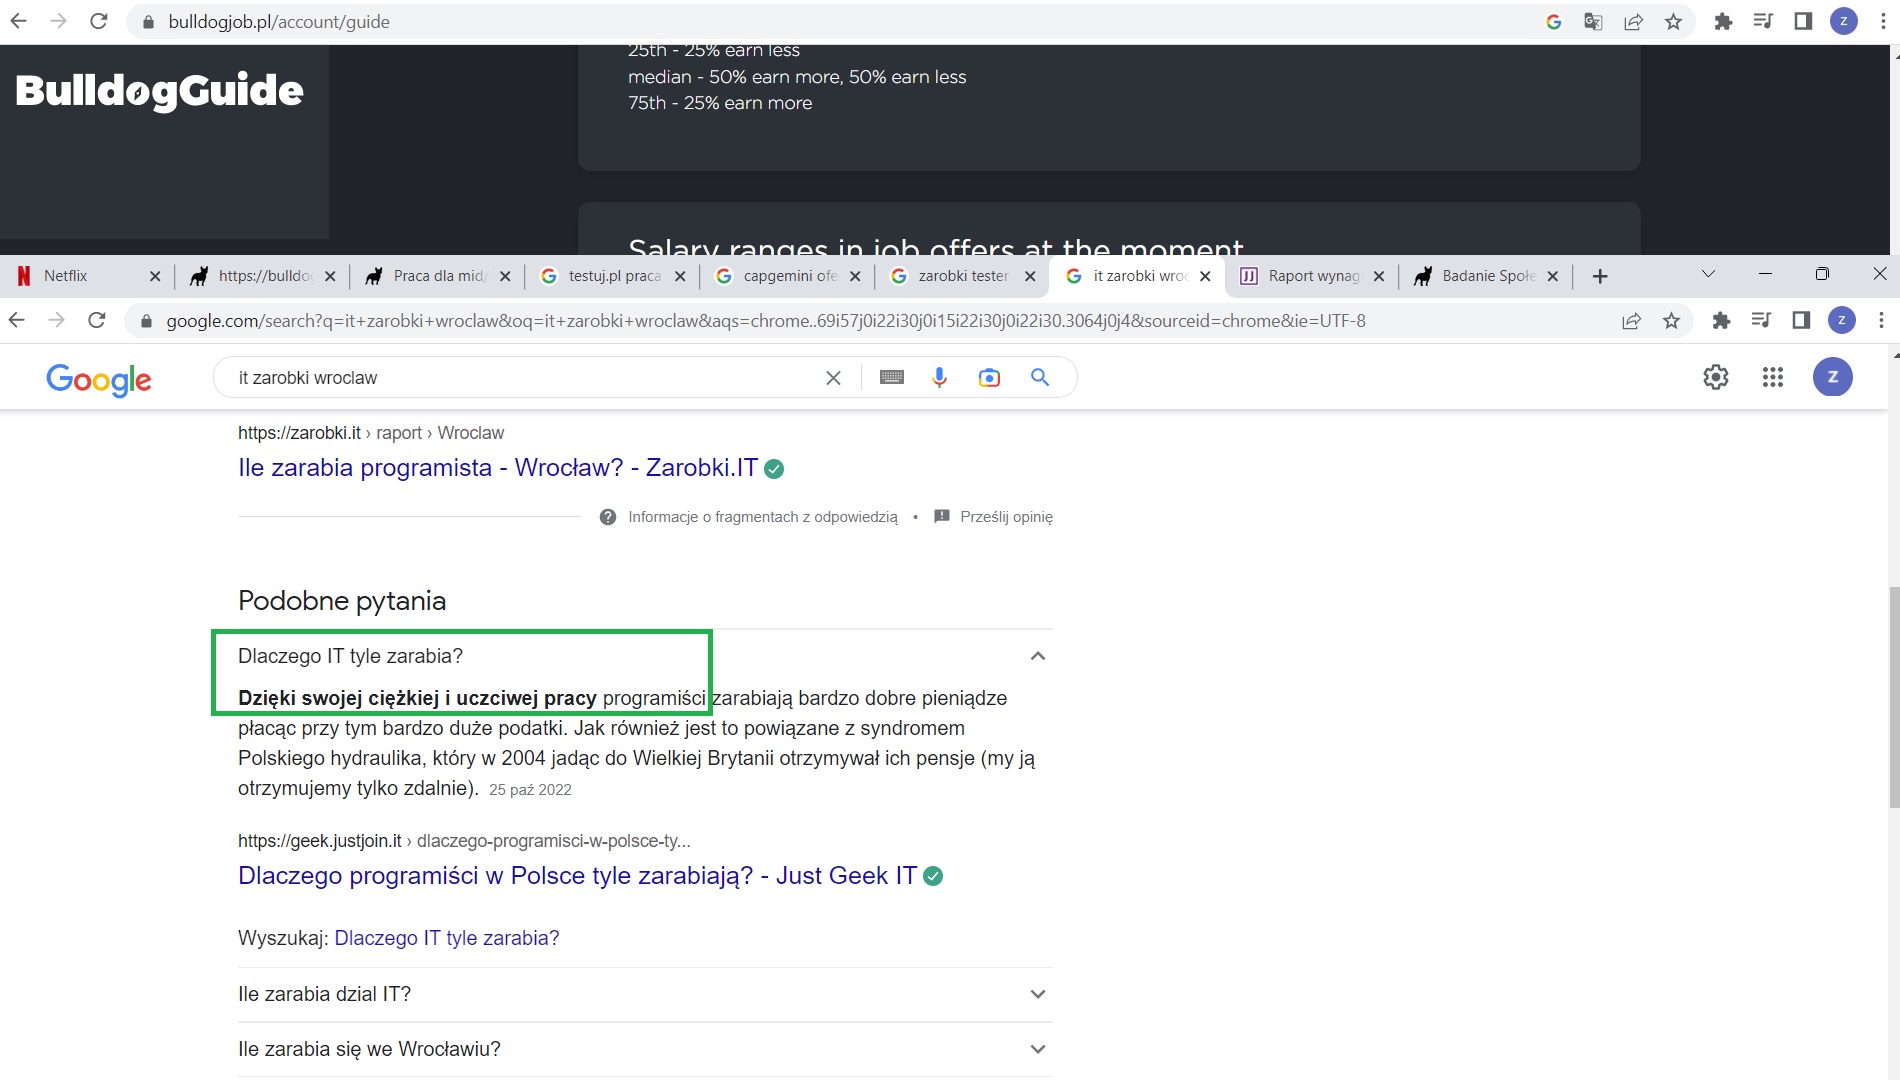 bulldogjob.pl/account/guide
Z
BulldogGuide
25th - 25% earn less
median - 50% earn more, 50% earn less
75th - 25% earn more
Salary ranges in job offers at the moment
N Netflix
https://bulldog
Praca dla mid/
testuj.pl praca
capgemini ofe
zarobki tester
it zarobki wroc
JJ Raport wynag
Badanie Społe
google.com/search?q=it+zarobki+wroclaw&oq=it+zarobki+wroclaw&aqs=chrome..69i57j0i22i30j0i15i22i30j0i22i30.3064j0j4&sourceid=chrome&ie=UTF-8
Z
Google
it zarobki wroclaw
Z
https://zarobki.it › raport › Wroclaw
Ile zarabia programista - Wrocław? - Zarobki.IT
Informacje o fragmentach z odpowiedzią • Prześlij opinię
Podobne pytania
Dlaczego IT tyle zarabia?
Dzięki swojej ciężkiej i uczciwej pracy programiści zarabiają bardzo dobre pieniądze
płacąc przy tym bardzo duże podatki. Jak również jest to powiązane z syndromem
Polskiego hydraulika, który w 2004 jadąc do Wielkiej Brytanii otrzymywał ich pensje (my ją
otrzymujemy tylko zdalnie). 25 paź 2022
https://geek.justjoin.it › dlaczego-programisci-w-polsce-ty...
Dlaczego programiści w Polsce tyle zarabiają? - Just Geek IT
Wyszukaj: Dlaczego IT tyle zarabia?
Ile zarabia dzial IT?
Ile zarabia się we Wrocławiu?